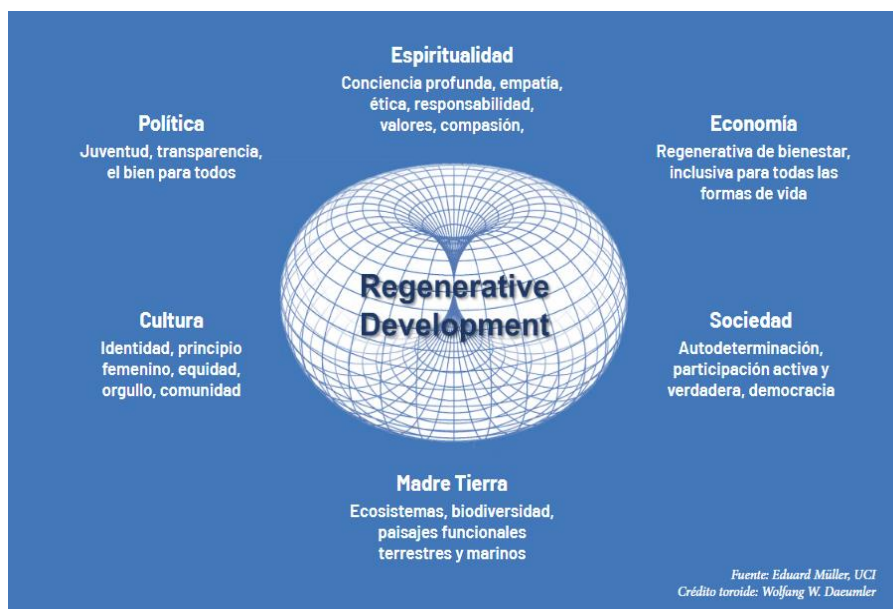 Espiritualidad
Conciencia profunda, empatía,
ética, responsabilidad,
valores, compasión,
Política
Juventud, transparencia,
el bien para todos
Economía
Regenerativa de bienestar,
inclusiva para todas las
formas de vida
Regenerative
Development
Cultura
Identidad, principio
femenino, equidad,
orgullo, comunidad
Sociedad
Autodeterminación,
participación activa y
verdadera, democracia
Madre Tierra
Ecosistemas, biodiversidad,
paisajes funcionales
terrestres y marinos
Fuente: Eduard Müller, UCI
Crédito toroide: Wolfang W. Daeumler